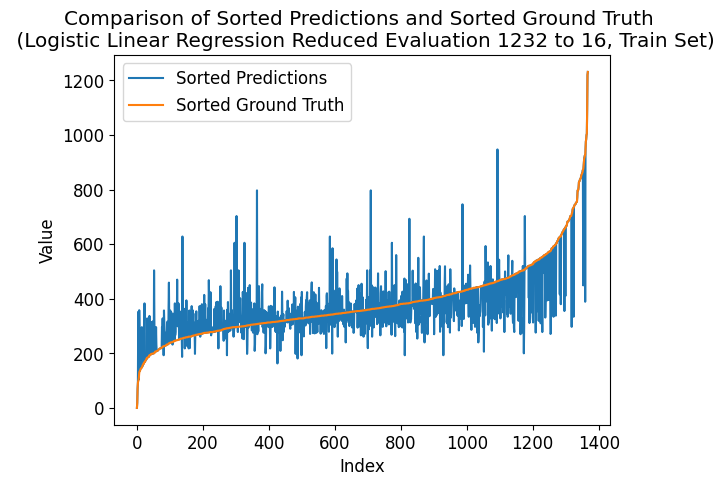 Comparison of Sorted Predictions and Sorted Ground Truth
(Logistic Linear Regression Reduced Evaluation 1232 to 16, Train Set)
Sorted Predictions
Sorted Ground Truth
1200
1000
800
600
400
200
0
Value
0 200 400 600 800 1000 1200 1400
Index